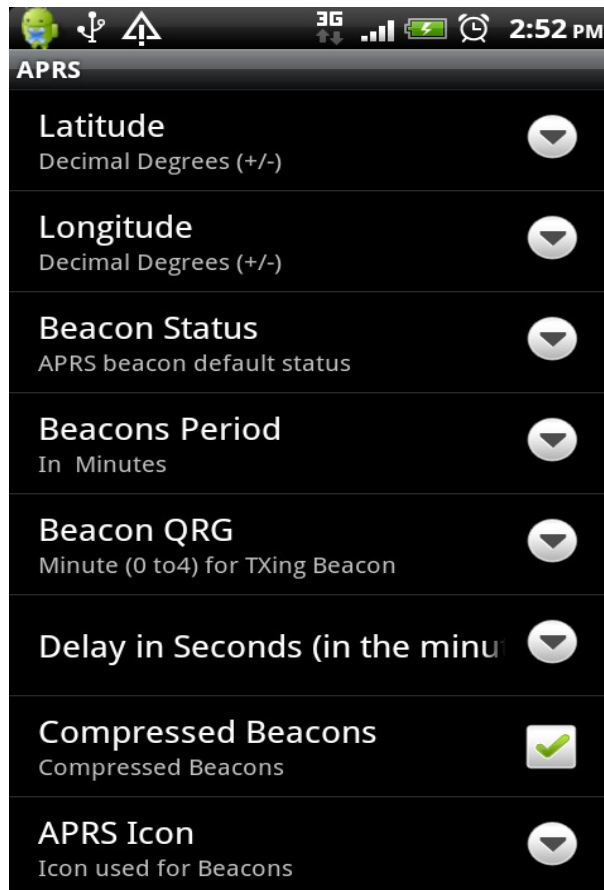 3G 2:52 PM
APRS
Latitude
Decimal Degrees (+/-)
Longitude
Decimal Degrees (+/-)
Beacon Status
APRS beacon default status
Beacons Period
In  Minutes
Beacon QRG
Minute (0 to4) for TXing Beacon
Delay in Seconds (in the minu
Compressed Beacons
Compressed Beacons
APRS Icon
Icon used for Beacons